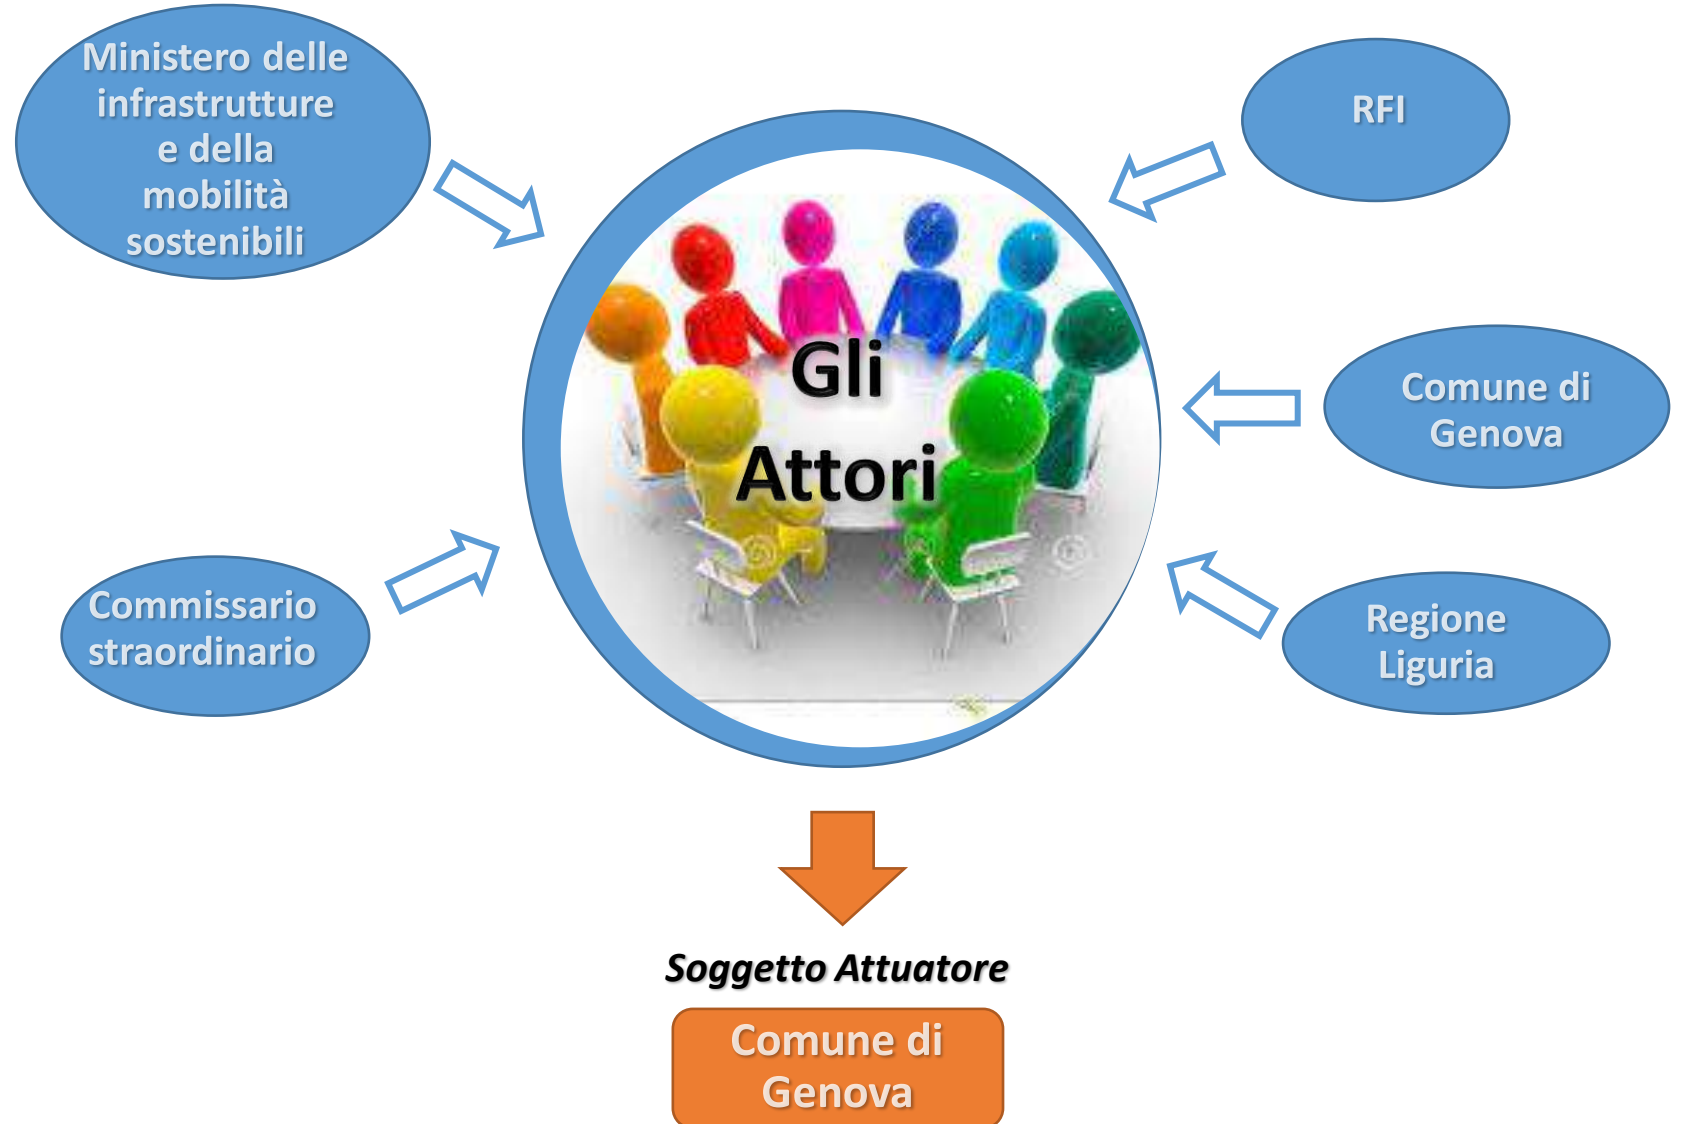 Ministero delle
infrastrutture
e della
mobilità
sostenibili
RFI
Gli
Attori
Comune di
Genova
Commissario
straordinario
Regione
Liguria
Soggetto Attuatore
Comune di
Genova